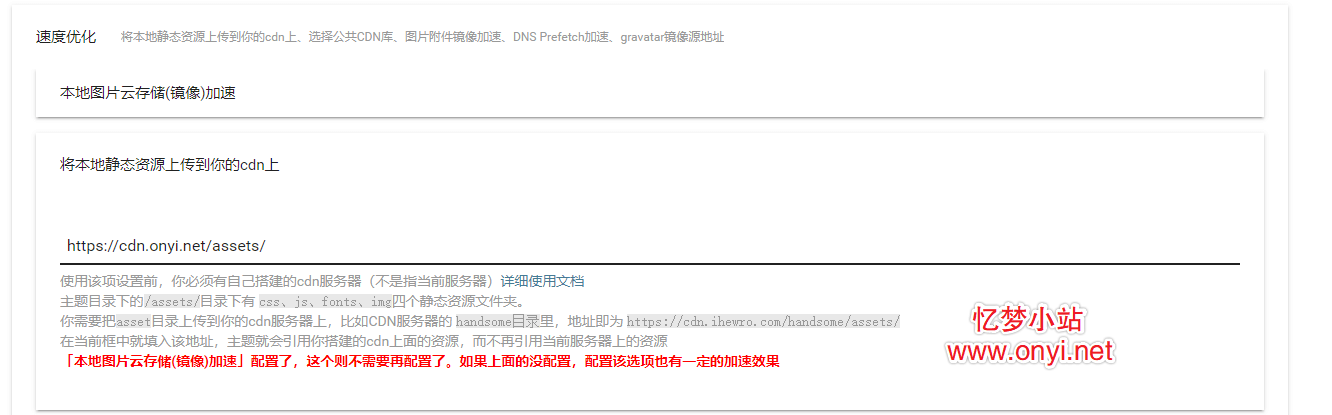 速度优化 将本地静态资源上传到你的cdn上、选择公共CDN库、图片附件镜像加速、DNS Prefetch加速、gravatar镜像源地址
本地图片云存储(镜像)加速
将本地静态资源上传到你的cdn上
https://cdn.onyi.net/assets/
使用该项设置前，你必须有自己搭建的cdn服务器（不是指当前服务器）详细使用文档
主题目录下的/assets/目录下有 css、js、fonts、img四个静态资源文件夹。
你需要把asset目录上传到你的cdn服务器上，比如CDN服务器的 handsome目录里，地址即为 https://cdn.ihewro.com/handsome/assets/
在当前框中就填入该地址，主题就会引用你搭建的cdn上面的资源，而不再引用当前服务器上的资源
「本地图片云存储(镜像)加速」配置了，这个则不需要再配置了。如果上面的没配置，配置该选项也有一定的加速效果
忆梦小站
www.onyi.net